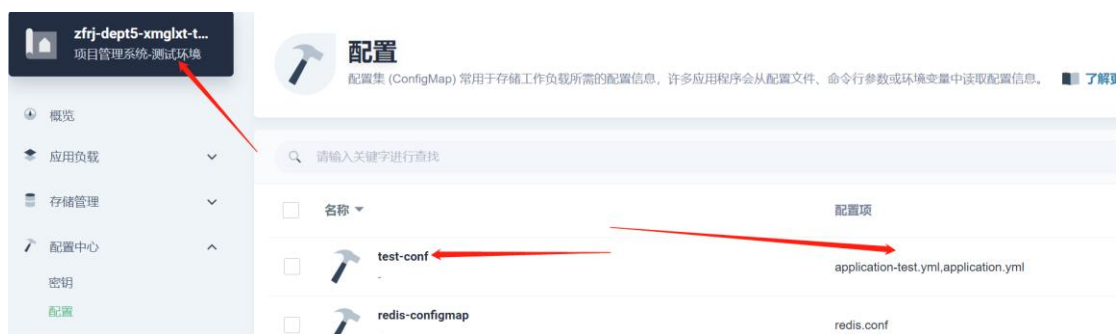 zfrj-dept5-xmglxt-t...
项目管理系统-测试环境
概览
应用负载
存储管理
配置中心
密钥
配置
配置
配置集 (ConfigMap) 常用于存储工作负载所需的配置信息，许多应用程序会从配置文件、命令行参数或环境变量中读取配置信息。 了解更
请输入关键字进行查找
名称 配置项
test-conf
-
application-test.yml,application.yml
redis-configmap
redis.conf